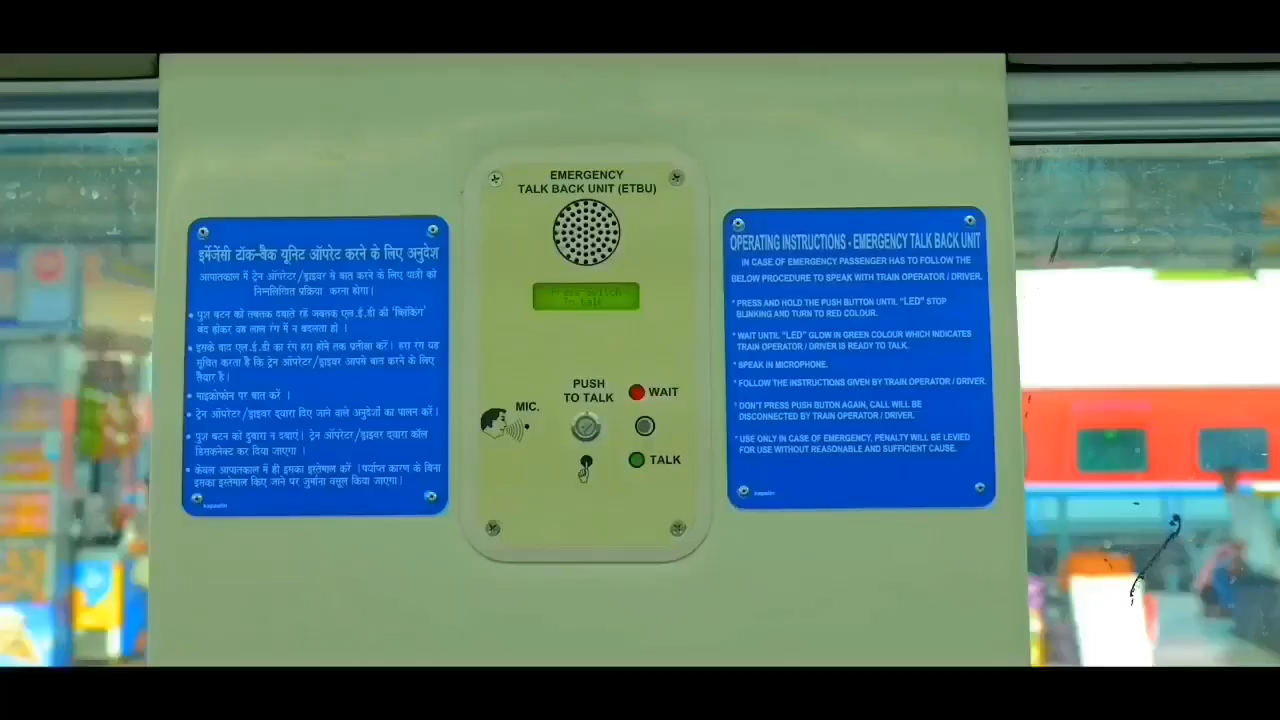 इमेंजेंसी टॉक-बैक यूनिट ऑपरेट करने के लिए अनुदेश
आपातकाल में ट्रेन ऑपरेटर/ड्राइवर से बात करने के लिए यात्री को
निम्नलिखित प्रक्रिया करना होगा।
• पुश बटन को तबतक दबाते रहें जबतक एल.ई.डी की 'ब्लिंकिंग'
बंद होकर वह लाल रंग में न बदलता हो ।
• इसके बाद एल.ई.डी का रंग हरा होने तक प्रतीक्षा करें। हरा रंग यह
सूचित करता है कि ट्रेन ऑपरेटर/ड्राइवर आपसे बात करने के लिए
तैयार है।
• माइक्रोफोन पर बात करें ।
• ट्रेन ऑपरेटर/ड्राइवर द्वारा दिए जाने वाले अनुदेशों का पालन करें।
• पुश बटन को दुबारा न दबाएं। ट्रेन ऑपरेटर/ड्राइवर द्वारा कॉल
डिसकनेक्ट कर दिया जाएगा ।
• केवल आपातकाल में ही इसका इस्तेमाल करें ।पर्याप्त कारण के बिना
इसका इस्तेमाल किए जाने पर जुर्माना वसूल किया जाएगा।
EMERGENCY
TALK BACK UNIT (ETBU)
Press Switch
To talk
PUSH
TO TALK
WAIT
MIC.
TALK
OPERATING INSTRUCTIONS - EMERGENCY TALK BACK UNIT
IN CASE OF EMERGENCY PASSENGER HAS TO FOLLOW THE
BELOW PROCEDURE TO SPEAK WITH TRAIN OPERATOR / DRIVER.
* PRESS AND HOLD THE PUSH BUTTON UNTIL "LED" STOP
BLINKING AND TURN TO RED COLOUR.
* WAIT UNTIL "LED" GLOW IN GREEN COLOUR WHICH INDICATES
TRAIN OPERATOR / DRIVER IS READY TO TALK.
* SPEAK IN MICROPHONE.
* FOLLOW THE INSTRUCTIONS GIVEN BY TRAIN OPERATOR / DRIVER.
* DON'T PRESS PUSH BUTON AGAIN, CALL WILL BE
DISCONNECTED BY TRAIN OPERATOR / DRIVER.
* USE ONLY IN CASE OF EMERGENCY, PENALTY WILL BE LEVIED
FOR USE WITHOUT REASONABLE AND SUFFICIENT CAUSE.